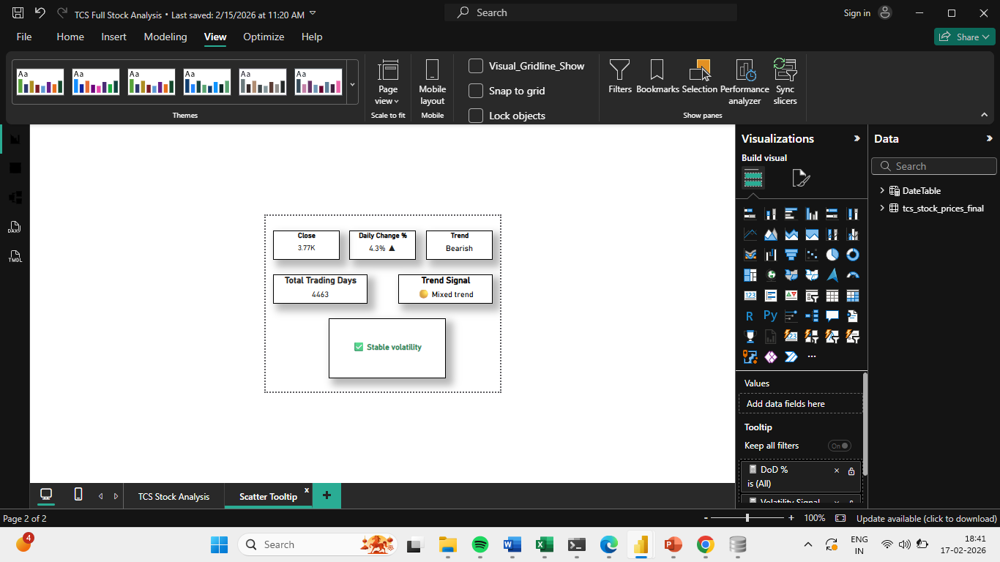 TCS Full Stock Analysis • Last saved: 2/15/2026 at 11:20 AM
Search
Sign in
File
Home
Insert
Modeling
View
Optimize
Help
Share
Aa
Aa
Aa
Aa
Aa
Aa
Themes
Page view
Scale to fit
Mobile layout
Mobile
Visual_Gridline_Show
Snap to grid
Lock objects
Filters
Bookmarks
Selection
Performance analyzer
Sync slicers
Show panes
DAX
TMDL
Close
3.77K
Daily Change %
4.3% ▲
Trend
Bearish
Total Trading Days
4463
Trend Signal
🟡 Mixed trend
✅ Stable volatility
Visualizations
Build visual
123
R
Py
123
...
Values
Add data fields here
Tooltip
Keep all filters
On
DoD %
is (All)
Volatility Signal
Data
Search
DateTable
tcs_stock_prices_final
TCS Stock Analysis
Scatter Tooltip
x
+
Page 2 of 2
-
+
100%
Update available (click to download)
4
Search
ENG
IN
18:41
17-02-2026